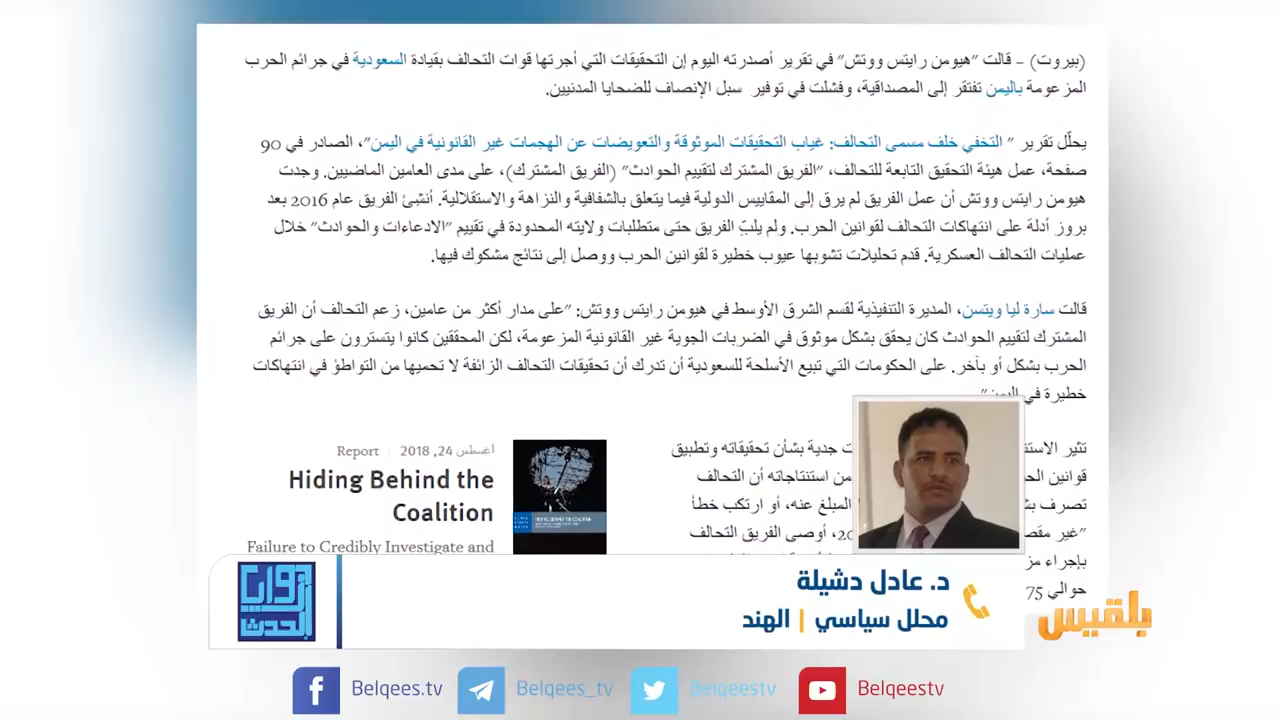 (بيروت) – قالت "هيومن رايتس ووتش" في تقرير أصدرته اليوم إن التحقيقات التي أجرتها قوات التحالف بقيادة السعودية في جرائم الحرب
المزعومة باليمن تفتقر إلى المصداقية، وفشلت في توفير سبل الإنصاف للضحايا المدنيين.
يحلّل تقرير " التخفي خلف مسمى التحالف: غياب التحقيقات الموثوقة والتعويضات عن الهجمات غير القانونية في اليمن"، الصادر في 90
صفحة، عمل هيئة التحقيق التابعة للتحالف، "الفريق المشترك لتقييم الحوادث" (الفريق المشترك)، على مدى العامين الماضيين. وجدت
هيومن رايتس ووتش أن عمل الفريق لم يرق إلى المقاييس الدولية فيما يتعلق بالشفافية والنزاهة والاستقلالية. أنشِئ الفريق عام 2016 بعد
بروز أدلة على انتهاكات التحالف لقوانين الحرب. ولم يلبِّ الفريق حتى متطلبات ولايته المحدودة في تقييم "الادعاءات والحوادث" خلال
عمليات التحالف العسكرية. قدم تحليلات تشوبها عيوب خطيرة لقوانين الحرب ووصل إلى نتائج مشكوك فيها.
قالت سارة ليا ويتسن، المديرة التنفيذية لقسم الشرق الأوسط في هيومن رايتس ووتش: "على مدار أكثر من عامين، زعم التحالف أن الفريق
المشترك لتقييم الحوادث كان يحقق بشكل موثوق في الضربات الجوية غير القانونية المزعومة، لكن المحققين كانوا يتسترون على جرائم
الحرب بشكل أو بآخر. على الحكومات التي تبيع الأسلحة للسعودية أن تدرك أن تحقيقات التحالف الزائفة لا تحميها من التواطؤ في انتهاكات
خطيرة في اليمن"
تثير جدية بشأن تحقيقاته وتطبيق
قوانين من استنتاجاته أن التحالف
تصرف المبلغ عنه، أو ارتكب خطأ
"غير أوصى الفريق التحالف
بإجراء
حوالي 75
Report | أغسطس 24, 2018
Hiding Behind the
Coalition
Failure to Credibly Investigate and
د. عادل دشيلة
محلل سياسي | الهند
زوايا الحدث
بلقيس
Belqees.tv
Belqees_tv
Belqeestv
Belqeestv